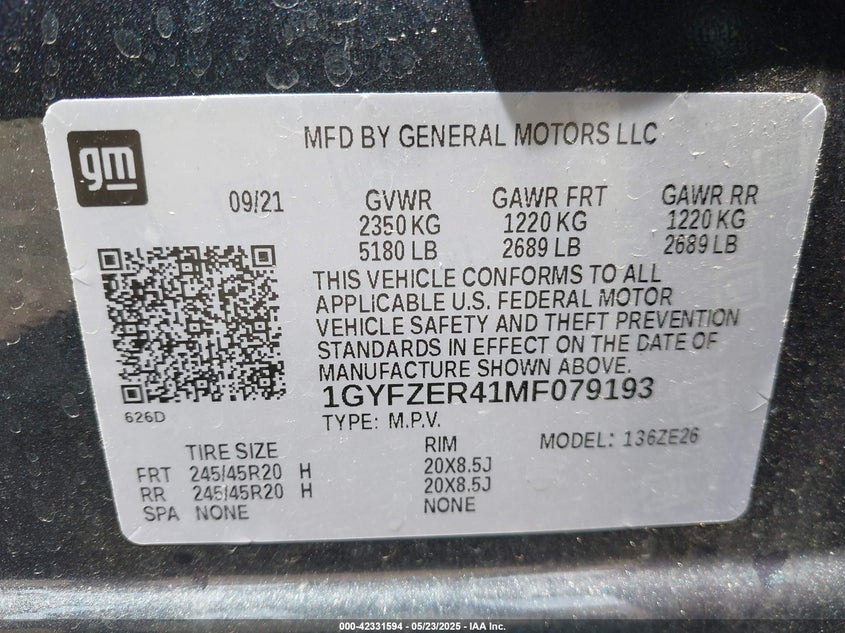 gm
MFD BY GENERAL MOTORS LLC
09/21 GVWR GAWR FRT GAWR RR
2350 KG 1220 KG 1220 KG
5180 LB 2689 LB 2689 LB
THIS VEHICLE CONFORMS TO ALL
APPLICABLE U.S. FEDERAL MOTOR
VEHICLE SAFETY AND THEFT PREVENTION
STANDARDS IN EFFECT ON THE DATE OF
MANUFACTURE SHOWN ABOVE.
1GYFZER41MF079193
626D TYPE: M.P.V.
TIRE SIZE RIM MODEL: 136ZE26
FRT 245/45R20 H 20X8.5J
RR 245/45R20 H 20X8.5J
SPA NONE NONE
000-42331594 - 05/23/2025 - IAA Inc.